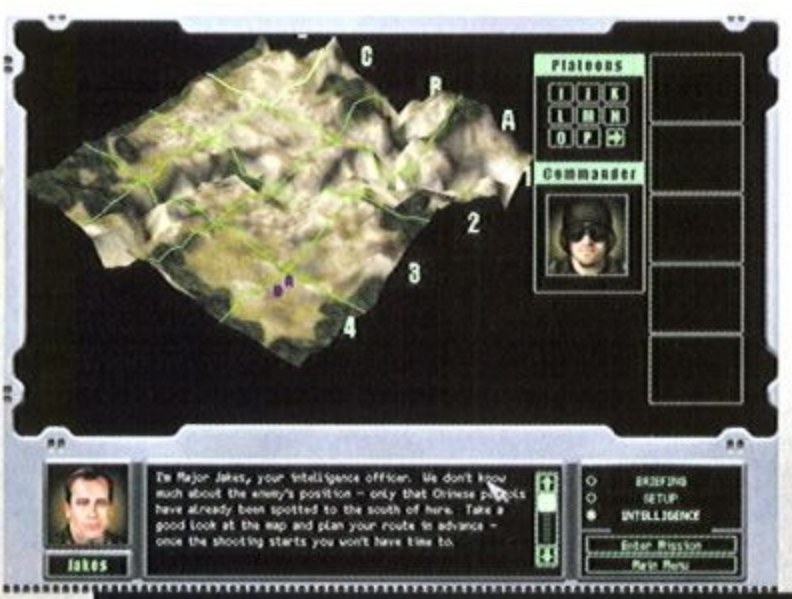 C
B
A
1
2
3
4
Platoons
I J K
L M N
O P
Commander
I'm Major Jakes, your intelligence officer. We don't know
much about the enemy's position - only that Chinese patrols
have already been spotted to the south of here. Take a
good look at the map and plan your route in advance -
once the shooting starts you won't have time to.
Jakes
BRIEFING
SETUP
INTELLIGENCE
Enter Mission
Main Menu